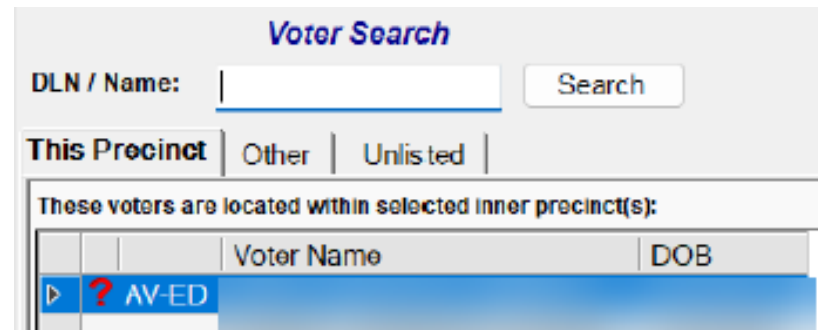 Voter Search
DLN / Name: Search
This Precinct Other Unlisted
These voters are located within selected inner precinct(s):
Voter Name DOB
? AV-ED